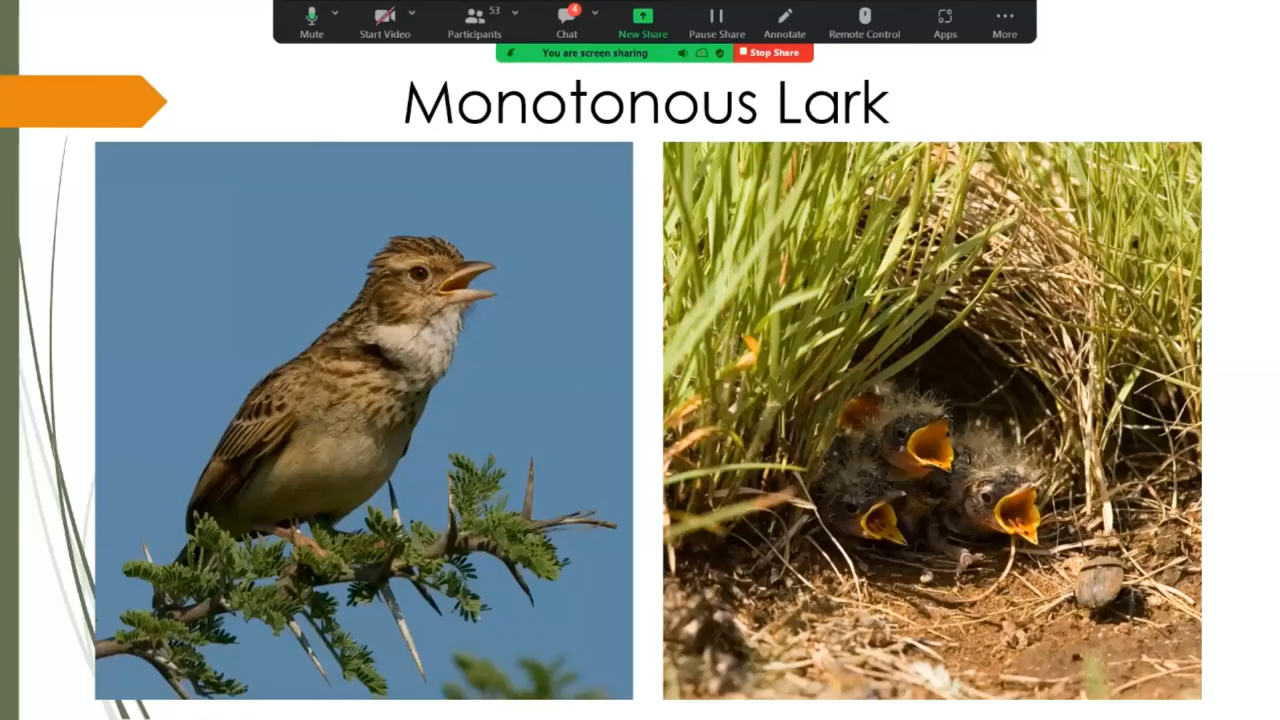 53
4
Mute
Start Video
Participants
Chat
New Share
Pause Share
Annotate
Remote Control
Apps
More
You are screen sharing
Stop Share
Monotonous Lark